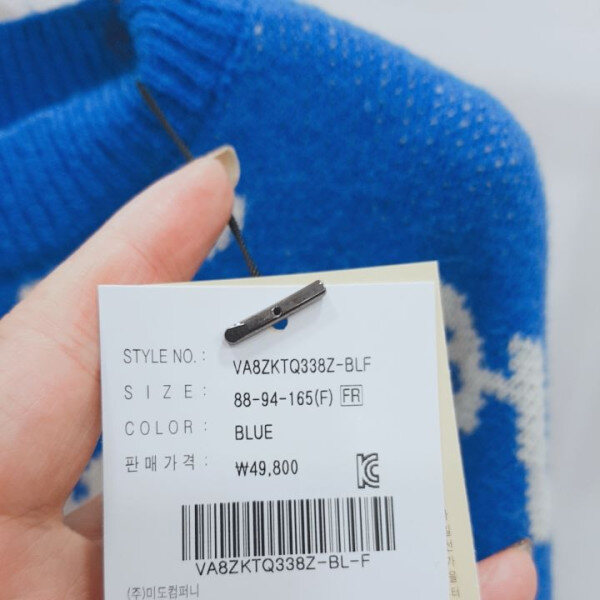 STYLE NO. : VA8ZKTQ338Z-BLF
SIZE : 88-94-165(F) FR
COLOR : BLUE
판매가격 : ₩49,800
KC
VA8ZKTQ338Z-BL-F
(주)미도컴퍼니